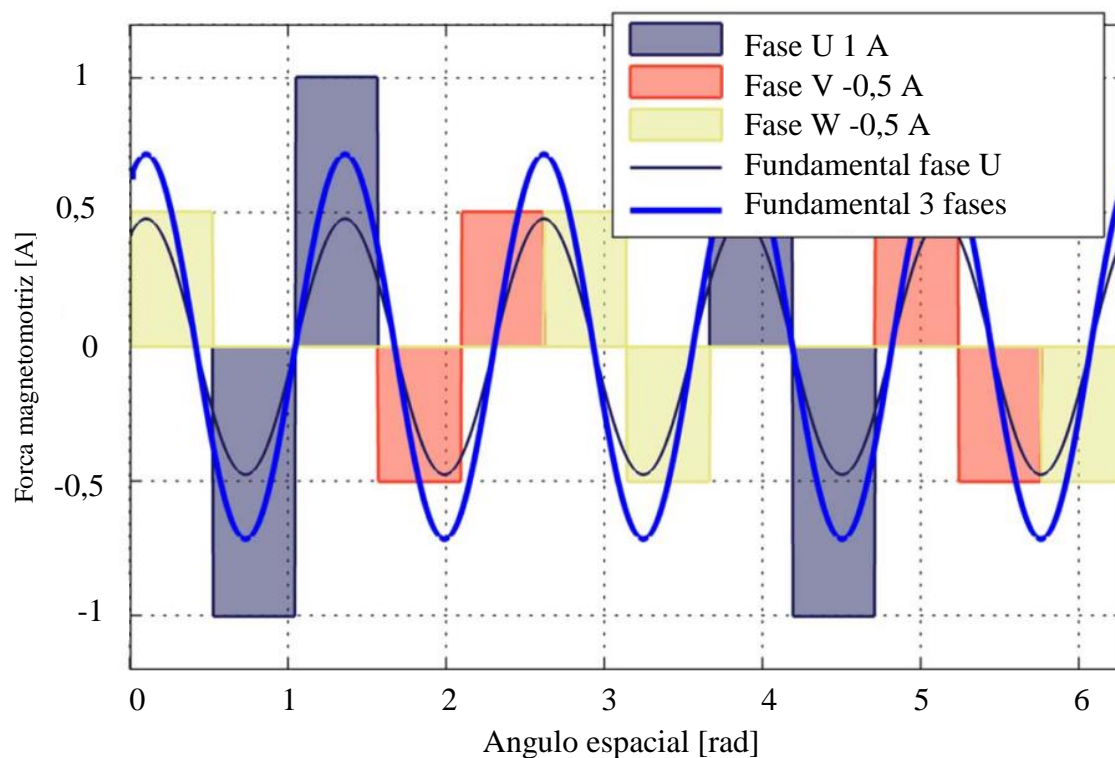 Fase U 1 A
Fase V -0,5 A
Fase W -0,5 A
Fundamental fase U
Fundamental 3 fases
Forca magnetomotriz [A]
1
0,5
0
-0,5
-1
0 1 2 3 4 5 6
Angulo espacial [rad]